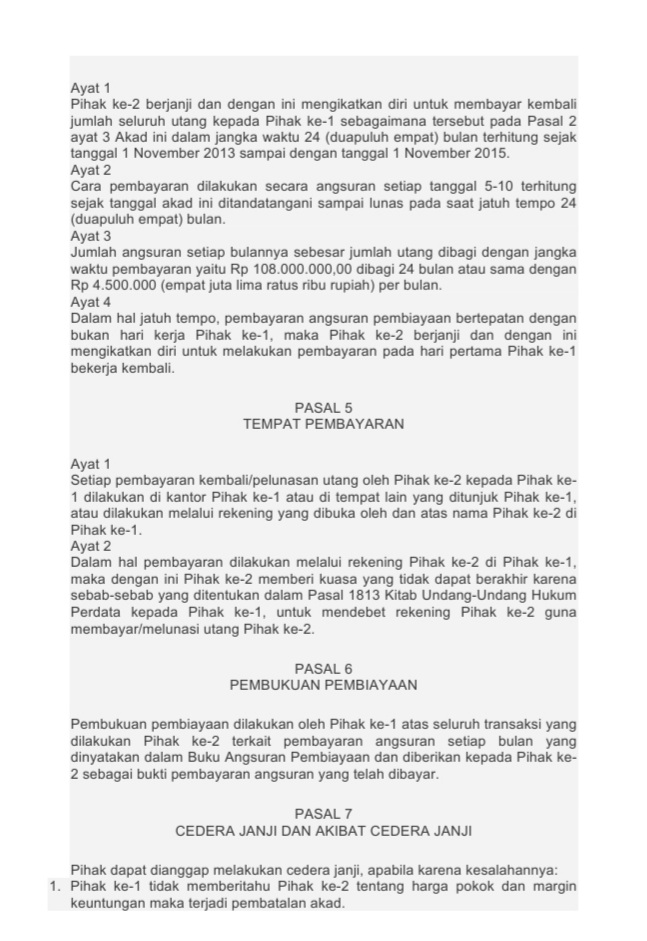 Ayat 1
Pihak ke-2 berjanji dan dengan ini mengikatkan diri untuk membayar kembali
jumlah seluruh utang kepada Pihak ke-1 sebagaimana tersebut pada Pasal 2
ayat 3 Akad ini dalam jangka waktu 24 (duapuluh empat) bulan terhitung sejak
tanggal 1 November 2013 sampai dengan tanggal 1 November 2015.
Ayat 2
Cara pembayaran dilakukan secara angsuran setiap tanggal 5-10 terhitung
sejak tanggal akad ini ditandatangani sampai lunas pada saat jatuh tempo 24
(duapuluh empat) bulan.
Ayat 3
Jumlah angsuran setiap bulannya sebesar jumlah utang dibagi dengan jangka
waktu pembayaran yaitu Rp 108.000.000,00 dibagi 24 bulan atau sama dengan
Rp 4.500.000 (empat juta lima ratus ribu rupiah) per bulan.
Ayat 4
Dalam hal jatuh tempo, pembayaran angsuran pembiayaan bertepatan dengan
bukan hari kerja Pihak ke-1, maka Pihak ke-2 berjanji dan dengan ini
mengikatkan diri untuk melakukan pembayaran pada hari pertama Pihak ke-1
bekerja kembali.
PASAL 5
TEMPAT PEMBAYARAN
Ayat 1
Setiap pembayaran kembali/pelunasan utang oleh Pihak ke-2 kepada Pihak ke-
1 dilakukan di kantor Pihak ke-1 atau di tempat lain yang ditunjuk Pihak ke-1,
atau dilakukan melalui rekening yang dibuka oleh dan atas nama Pihak ke-2 di
Pihak ke-1.
Ayat 2
Dalam hal pembayaran dilakukan melalui rekening Pihak ke-2 di Pihak ke-1,
maka dengan ini Pihak ke-2 memberi kuasa yang tidak dapat berakhir karena
sebab-sebab yang ditentukan dalam Pasal 1813 Kitab Undang-Undang Hukum
Perdata kepada Pihak ke-1, untuk mendebet rekening Pihak ke-2 guna
membayar/melunasi utang Pihak ke-2.
PASAL 6
PEMBUKUAN PEMBIAYAAN
Pembukuan pembiayaan dilakukan oleh Pihak ke-1 atas seluruh transaksi yang
dilakukan Pihak ke-2 terkait pembayaran angsuran setiap bulan yang
dinyatakan dalam Buku Angsuran Pembiayaan dan diberikan kepada Pihak ke-
2 sebagai bukti pembayaran angsuran yang telah dibayar.
PASAL 7
CEDERA JANJI DAN AKIBAT CEDERA JANJI
Pihak dapat dianggap melakukan cedera janji, apabila karena kesalahannya:
1. Pihak ke-1 tidak memberitahu Pihak ke-2 tentang harga pokok dan margin
keuntungan maka terjadi pembatalan akad.